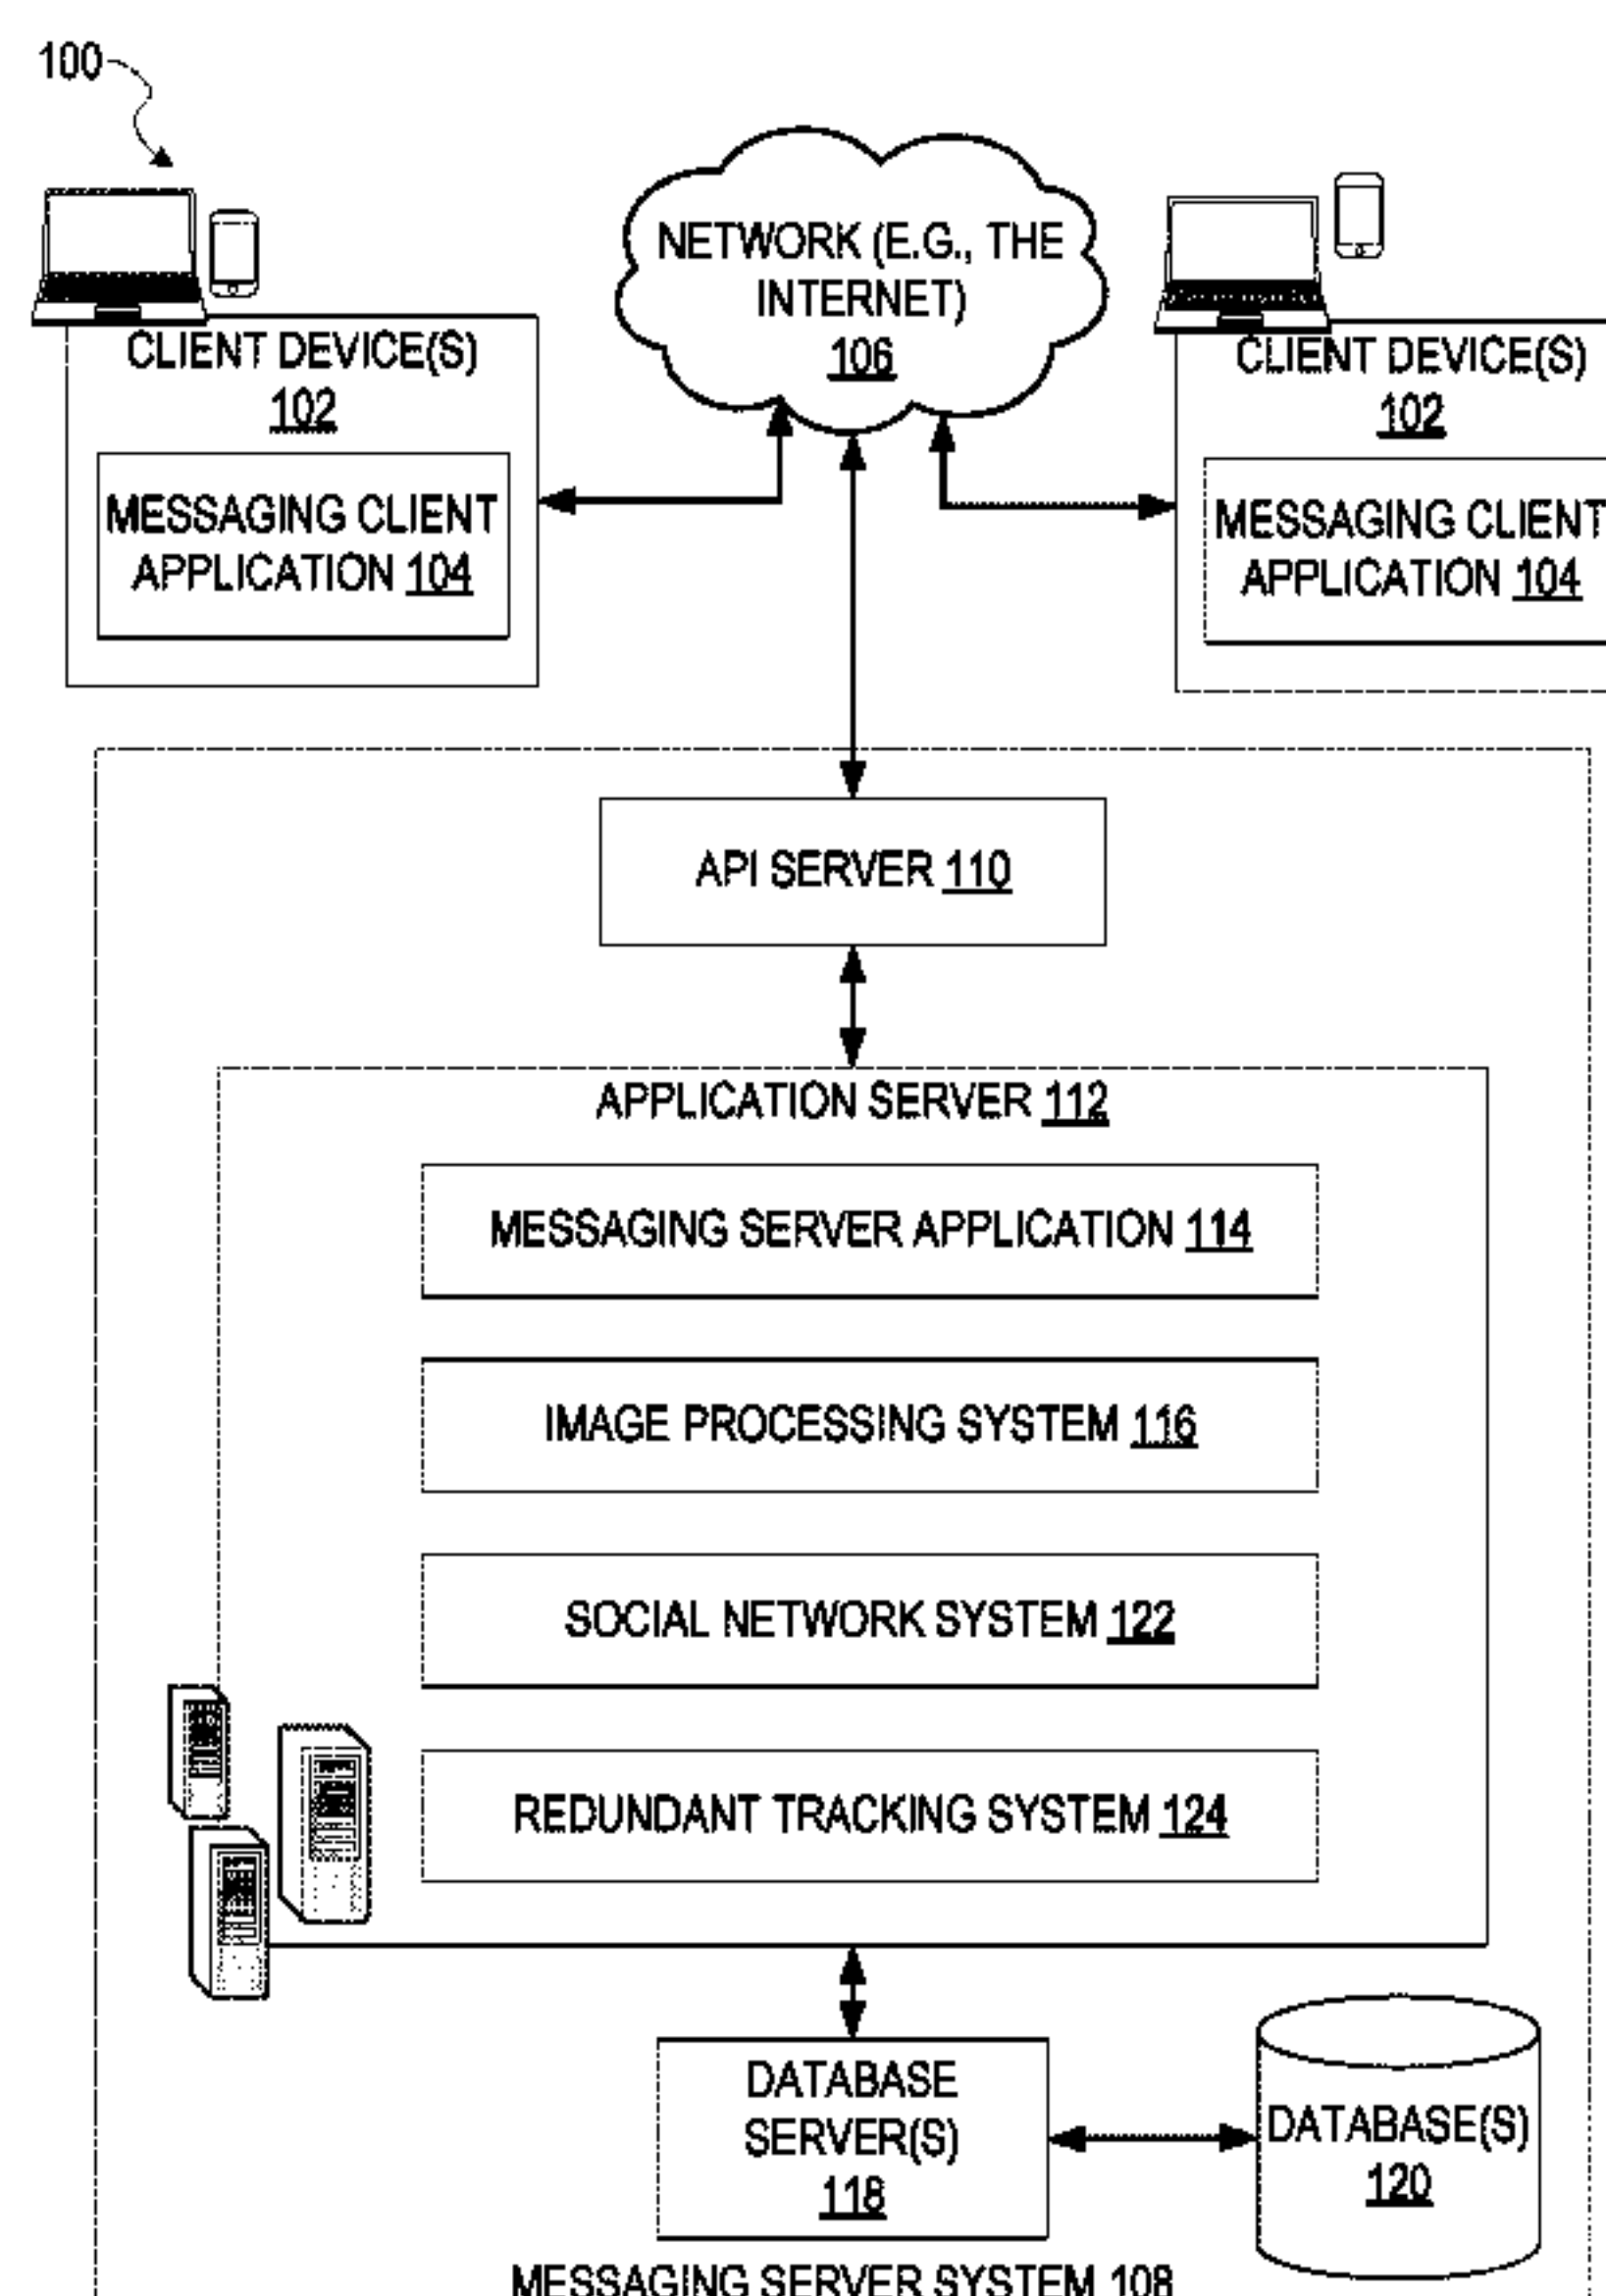 100
NETWORK (E.G., THE
INTERNET)
106
CLIENT DEVICE(S)
102
MESSAGING CLIENT
APPLICATION 104
CLIENT DEVICE(S)
102
MESSAGING CLIENT
APPLICATION 104
API SERVER 110
APPLICATION SERVER 112
MESSAGING SERVER APPLICATION 114
IMAGE PROCESSING SYSTEM 116
SOCIAL NETWORK SYSTEM 122
REDUNDANT TRACKING SYSTEM 124
DATABASE
SERVER(S)
118
DATABASE(S)
120
MESSAGING SERVER SYSTEM 108